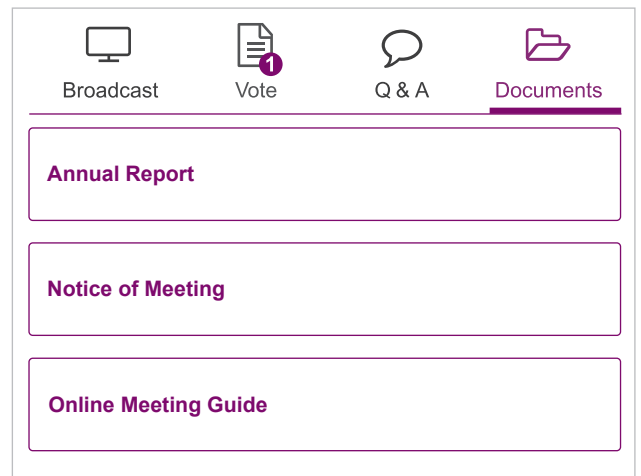 1
Broadcast Vote Q & A Documents
Annual Report
Notice of Meeting
Online Meeting Guide